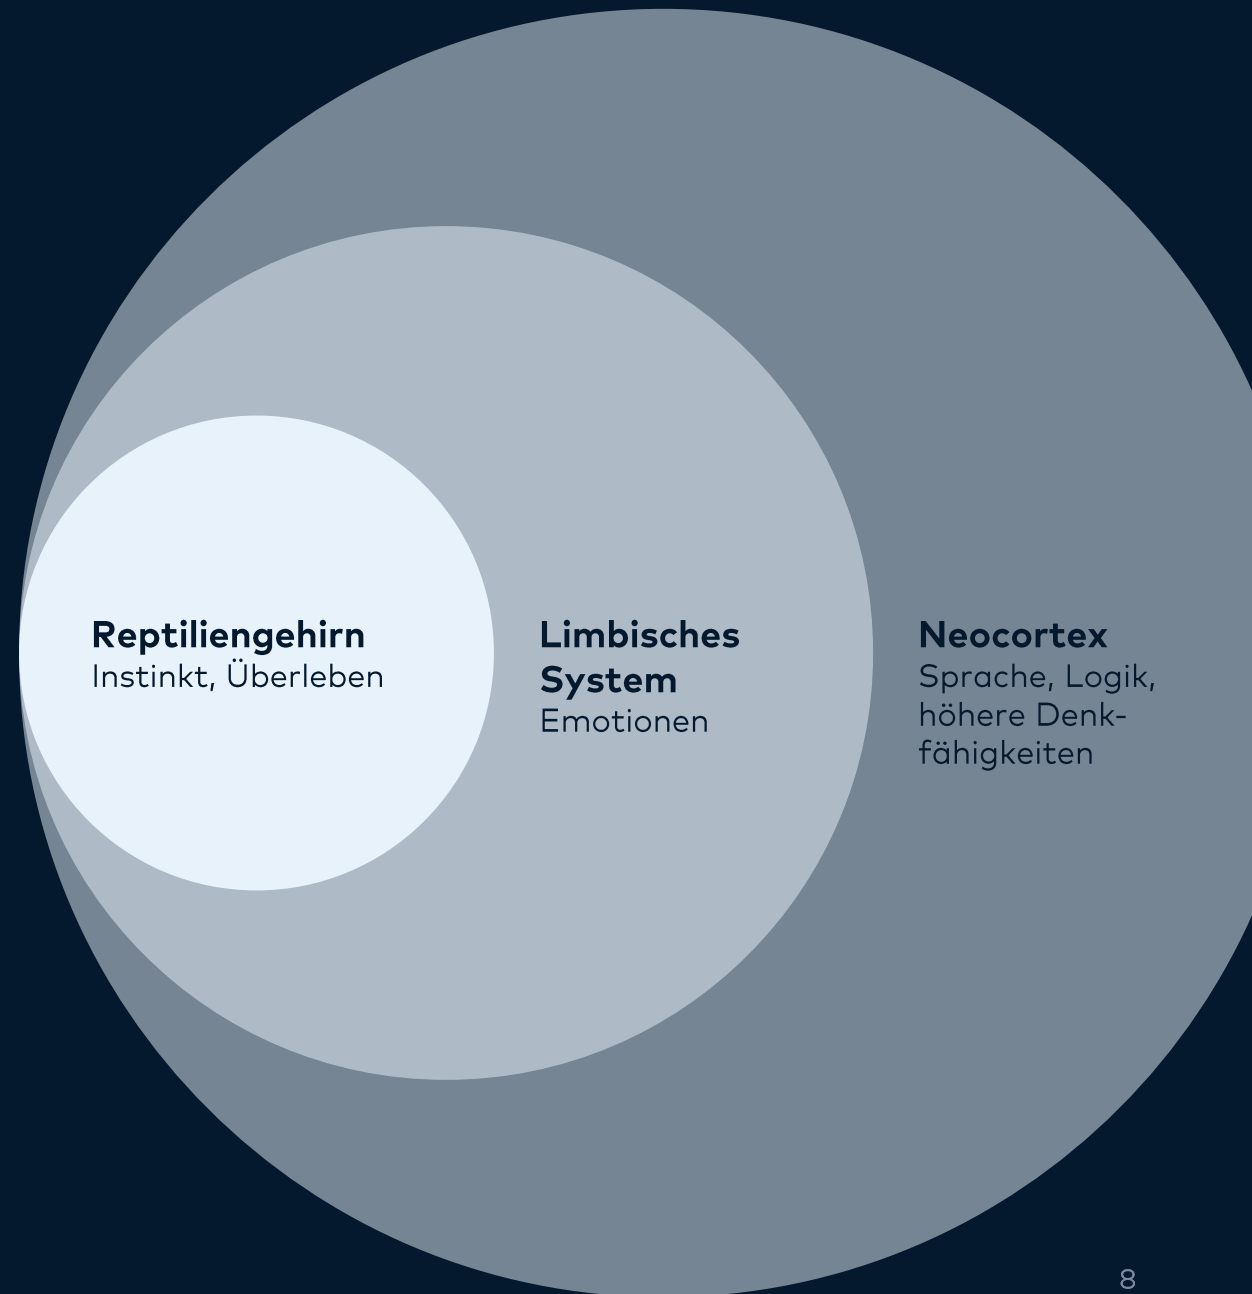 Reptiliengehirn
Instinkt, Überleben
Limbisches
System
Emotionen
Neocortex
Sprache, Logik,
höhere Denk-
fähigkeiten
8